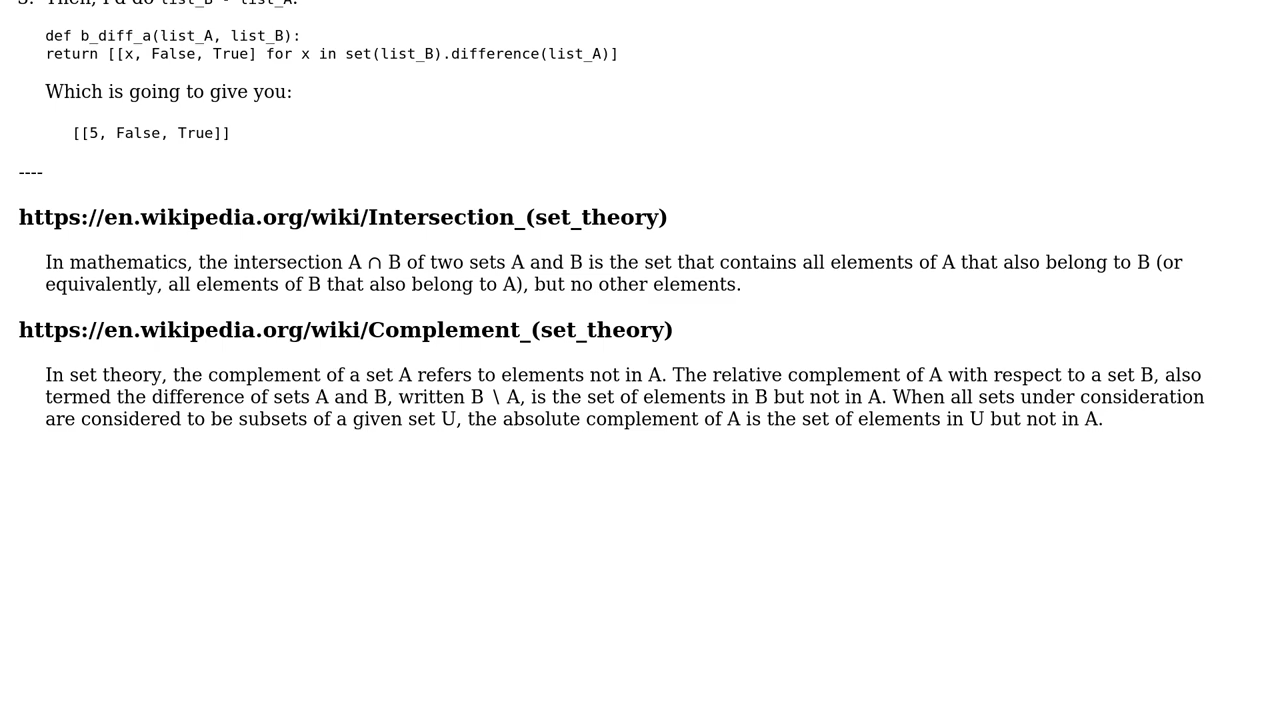 3. Then, I'd do list_B - list_A:
def b_diff_a(list_A, list_B):
return [[x, False, True] for x in set(list_B).difference(list_A)]
Which is going to give you:
[[5, False, True]]
----
https://en.wikipedia.org/wiki/Intersection_(set_theory)
In mathematics, the intersection A ∩ B of two sets A and B is the set that contains all elements of A that also belong to B (or
equivalently, all elements of B that also belong to A), but no other elements.
https://en.wikipedia.org/wiki/Complement_(set_theory)
In set theory, the complement of a set A refers to elements not in A. The relative complement of A with respect to a set B, also
termed the difference of sets A and B, written B \ A, is the set of elements in B but not in A. When all sets under consideration
are considered to be subsets of a given set U, the absolute complement of A is the set of elements in U but not in A.